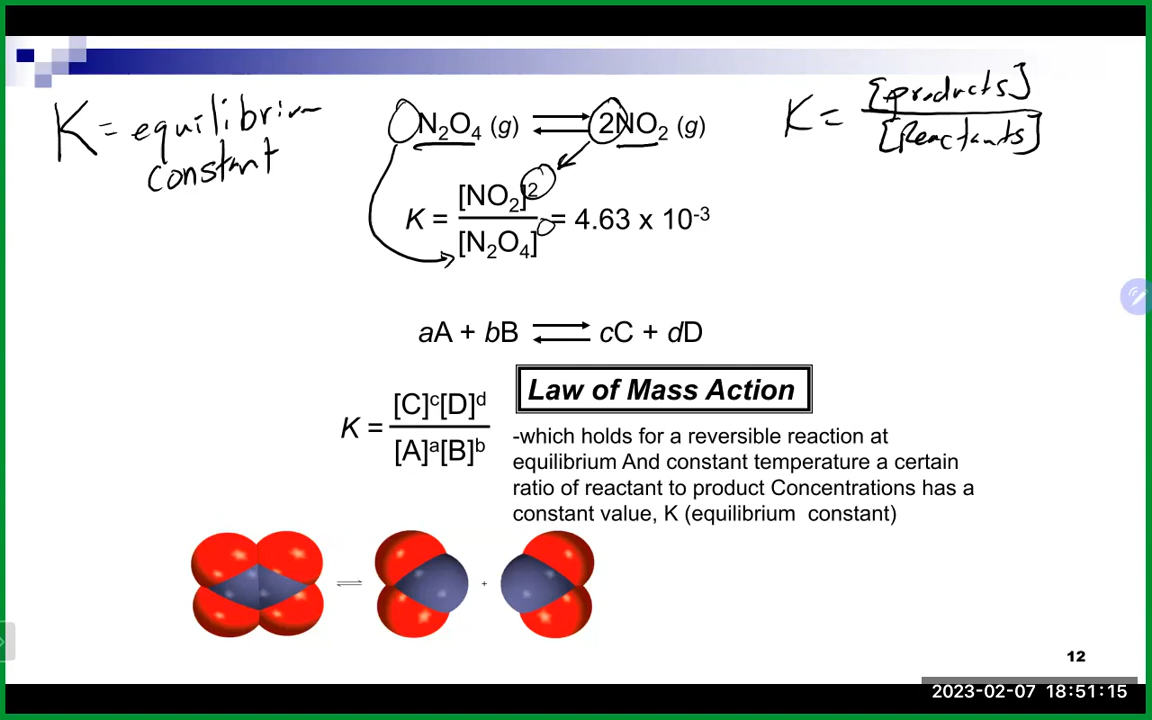 K = equilibrium
constant
N₂O₄ (g) ⇌ 2NO₂ (g)
K = [products] / [Reactants]
K = [NO₂]² / [N₂O₄] = 4.63 x 10⁻³
aA + bB ⇌ cC + dD
Law of Mass Action
K = [C]ᶜ[D]ᵈ / [A]ᵃ[B]ᵇ
-which holds for a reversible reaction at
equilibrium And constant temperature a certain
ratio of reactant to product Concentrations has a
constant value, K (equilibrium constant)
⇌ +
12
2023-02-07 18:51:15